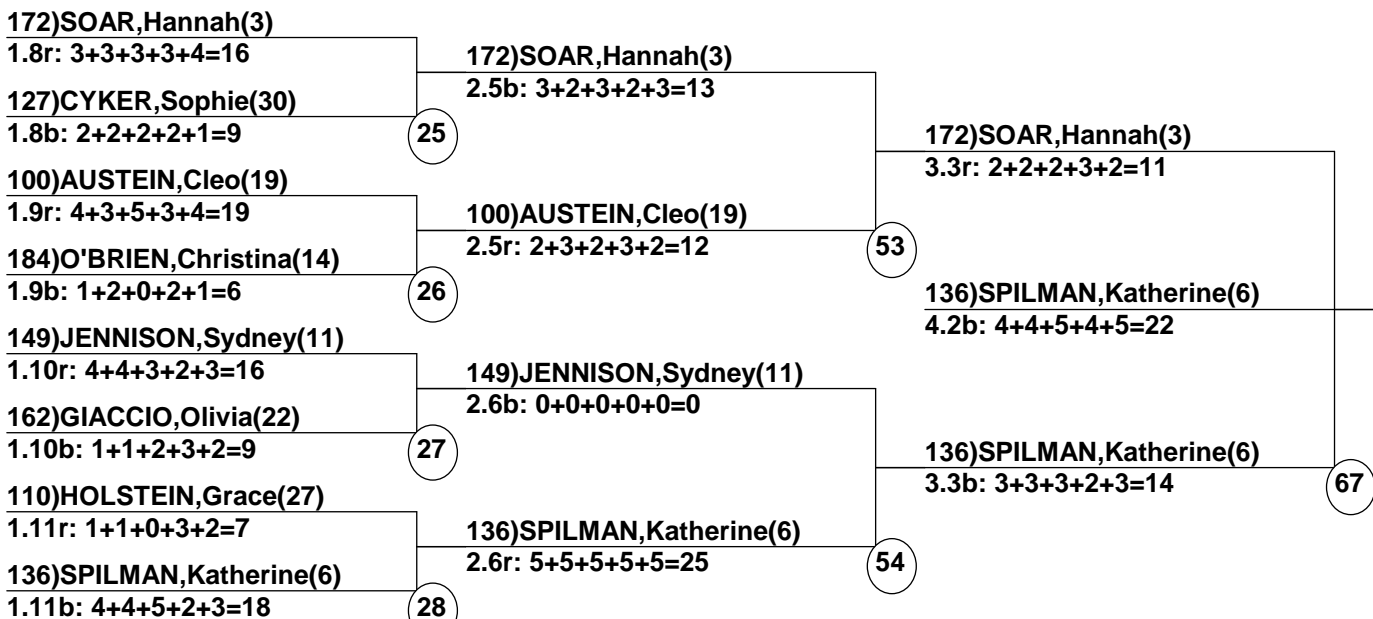 172)SOAR,Hannah(3)
1.8r: 3+3+3+3+4=16
127)CYKER,Sophie(30)
1.8b: 2+2+2+2+1=9
25
100)AUSTEIN,Cleo(19)
1.9r: 4+3+5+3+4=19
184)O'BRIEN,Christina(14)
1.9b: 1+2+0+2+1=6
26
149)JENNISON,Sydney(11)
1.10r: 4+4+3+2+3=16
162)GIACCIO,Olivia(22)
1.10b: 1+1+2+3+2=9
27
110)HOLSTEIN,Grace(27)
1.11r: 1+1+0+3+2=7
136)SPILMAN,Katherine(6)
1.11b: 4+4+5+2+3=18
28
172)SOAR,Hannah(3)
2.5b: 3+2+3+2+3=13
100)AUSTEIN,Cleo(19)
2.5r: 2+3+2+3+2=12
53
149)JENNISON,Sydney(11)
2.6b: 0+0+0+0+0=0
136)SPILMAN,Katherine(6)
2.6r: 5+5+5+5+5=25
54
172)SOAR,Hannah(3)
3.3r: 2+2+2+3+2=11
136)SPILMAN,Katherine(6)
4.2b: 4+4+5+4+5=22
136)SPILMAN,Katherine(6)
3.3b: 3+3+3+2+3=14
67